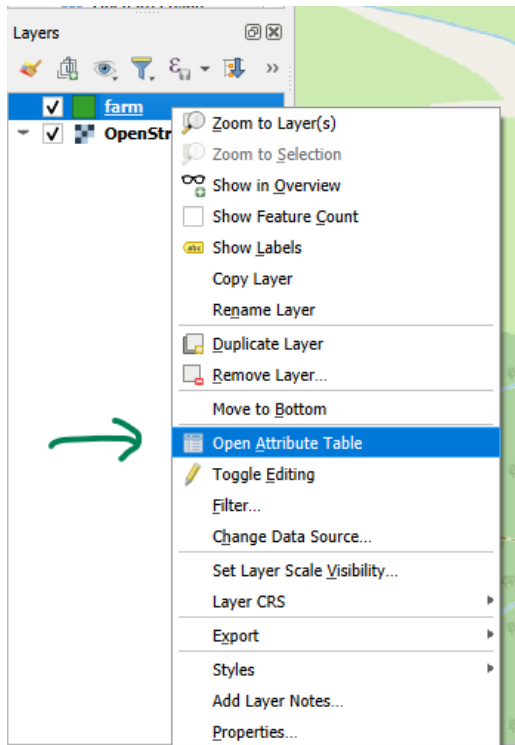 Layers
farm
OpenStr
Zoom to Layer(s)
Zoom to Selection
Show in Overview
Show Feature Count
abc Show Labels
Copy Layer
Rename Layer
Duplicate Layer
Remove Layer...
Move to Bottom
Open Attribute Table
Toggle Editing
Filter...
Change Data Source...
Set Layer Scale Visibility...
Layer CRS
Export
Styles
Add Layer Notes...
Properties...